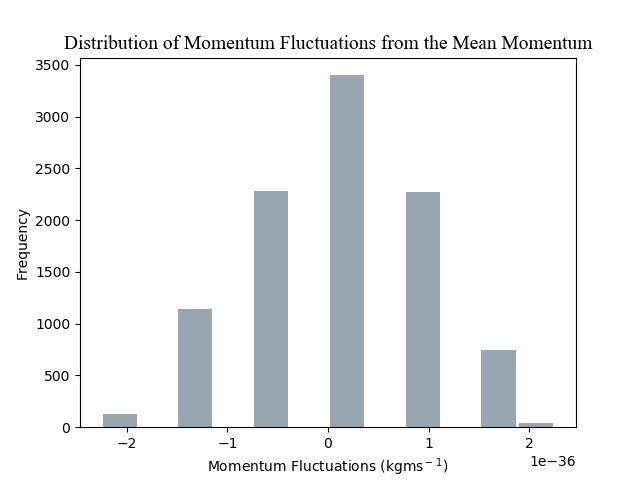 Distribution of Momentum Fluctuations from the Mean Momentum
3500
3000
2500
2000
1500
1000
500
0
Frequency
−2 −1 0 1 2
1e−36
Momentum Fluctuations (kgms⁻¹)